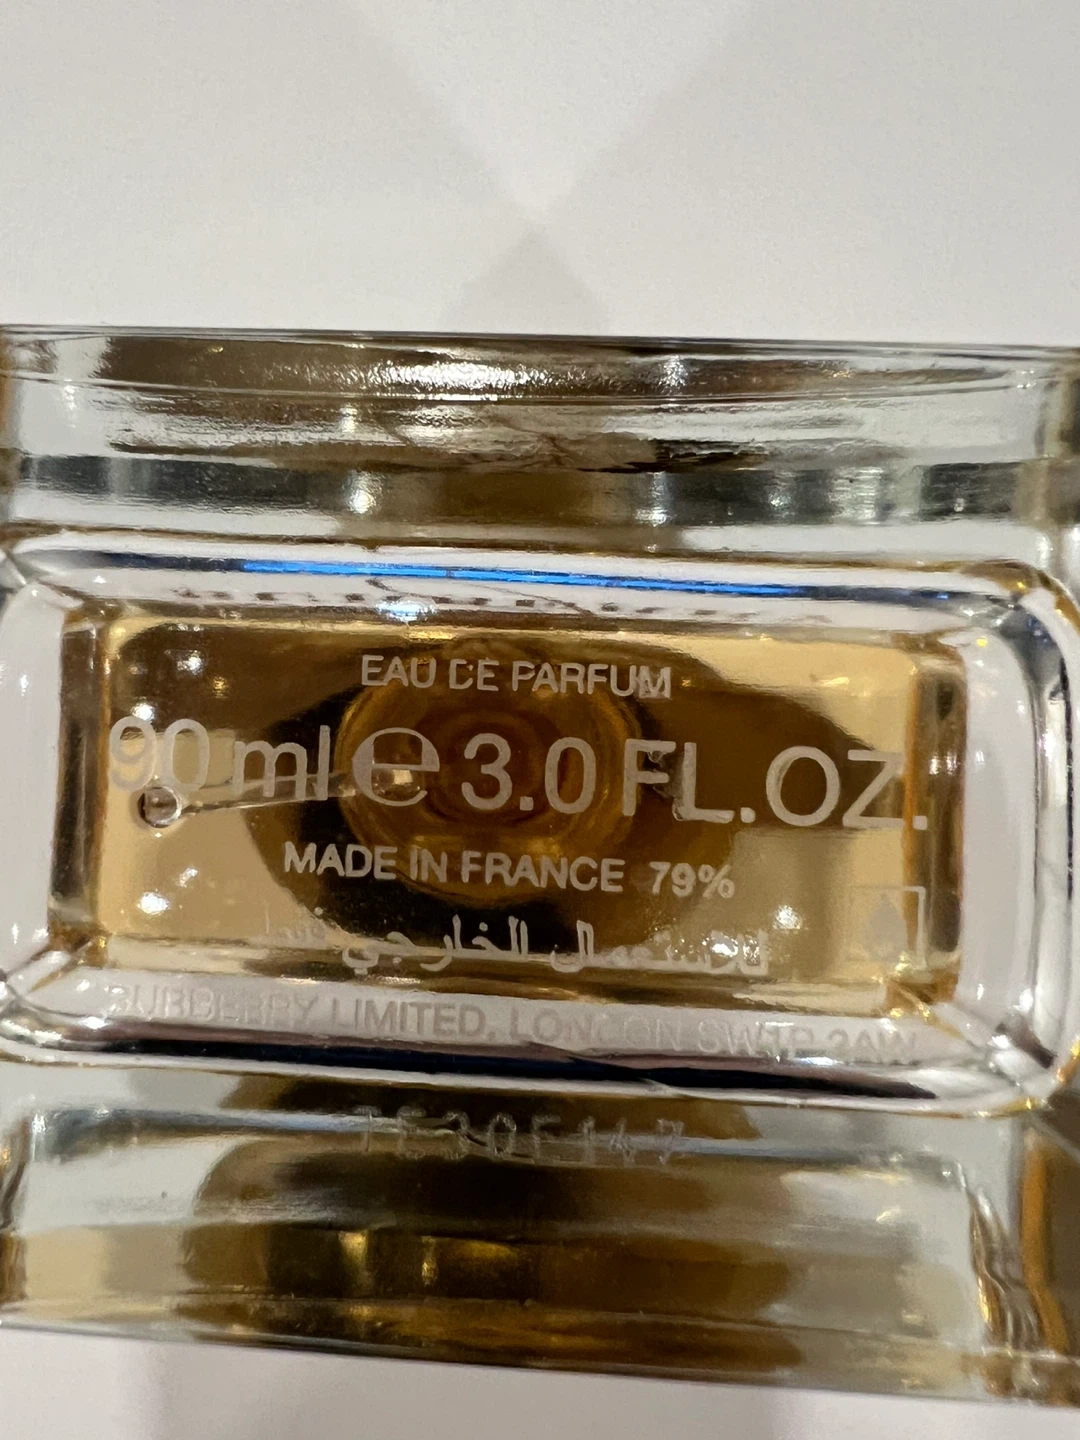 EAU DE PARFUM
90 ml e 3.0 FL.OZ.
MADE IN FRANCE 79%
للاستعمال الخارجي فقط
BURBERRY LIMITED, LONDON SW1P 2AW